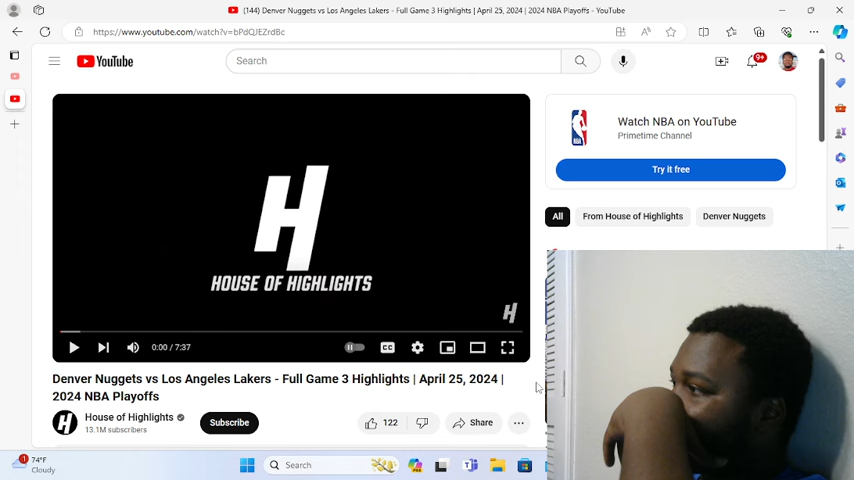 (144) Denver Nuggets vs Los Angeles Lakers - Full Game 3 Highlights | April 25, 2024 | 2024 NBA Playoffs - YouTube
https://www.youtube.com/watch?v=bPdQJEZrdBc
YouTube
Search
9+
H
HOUSE OF HIGHLIGHTS
H
0:00 / 7:37
CC
NBA
Watch NBA on YouTube
Primetime Channel
Try it free
All
From House of Highlights
Denver Nuggets
Denver Nuggets vs Los Angeles Lakers - Full Game 3 Highlights | April 25, 2024 |
2024 NBA Playoffs
H
House of Highlights
13.1M subscribers
Subscribe
122
Share
1
74°F
Cloudy
Search